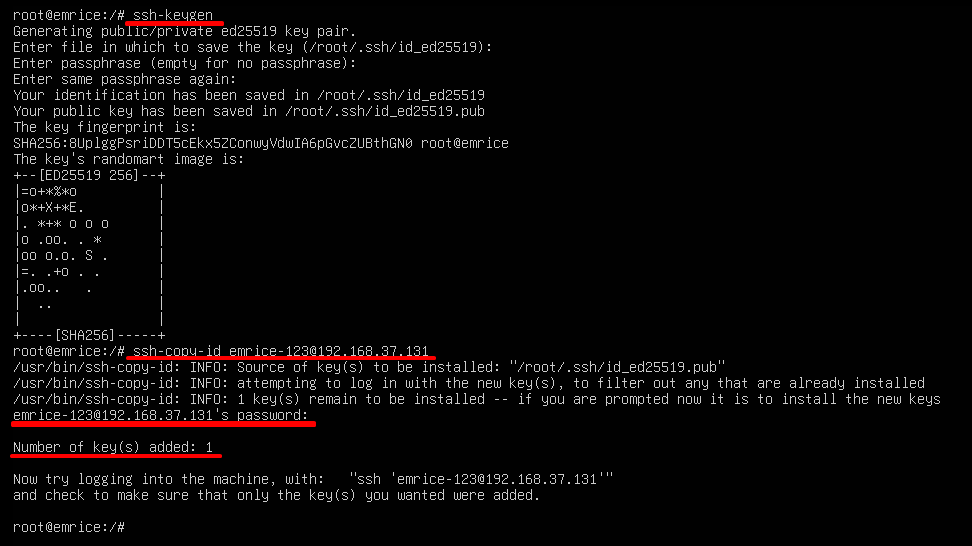 root@emrice:/# ssh-keygen
Generating public/private ed25519 key pair.
Enter file in which to save the key (/root/.ssh/id_ed25519):
Enter passphrase (empty for no passphrase):
Enter same passphrase again:
Your identification has been saved in /root/.ssh/id_ed25519
Your public key has been saved in /root/.ssh/id_ed25519.pub
The key fingerprint is:
SHA256:8UplggPsriDDT5cEkx5ZConwyVdwIA6pGvcZUBthGN0 root@emrice
The key's randomart image is:
+--[ED25519 256]--+
|=o+*%*o          |
|o*+X+*E.         |
|. *+* o o o      |
|o .oo. . *       |
|oo o.o. S .      |
|=. .+o . .       |
|.oo..   .        |
|  ..             |
|                 |
+----[SHA256]-----+
root@emrice:/# ssh-copy-id emrice-123@192.168.37.131
/usr/bin/ssh-copy-id: INFO: Source of key(s) to be installed: "/root/.ssh/id_ed25519.pub"
/usr/bin/ssh-copy-id: INFO: attempting to log in with the new key(s), to filter out any that are already installed
/usr/bin/ssh-copy-id: INFO: 1 key(s) remain to be installed -- if you are prompted now it is to install the new keys
emrice-123@192.168.37.131's password:

Number of key(s) added: 1

Now try logging into the machine, with:   "ssh 'emrice-123@192.168.37.131'"
and check to make sure that only the key(s) you wanted were added.

root@emrice:/#